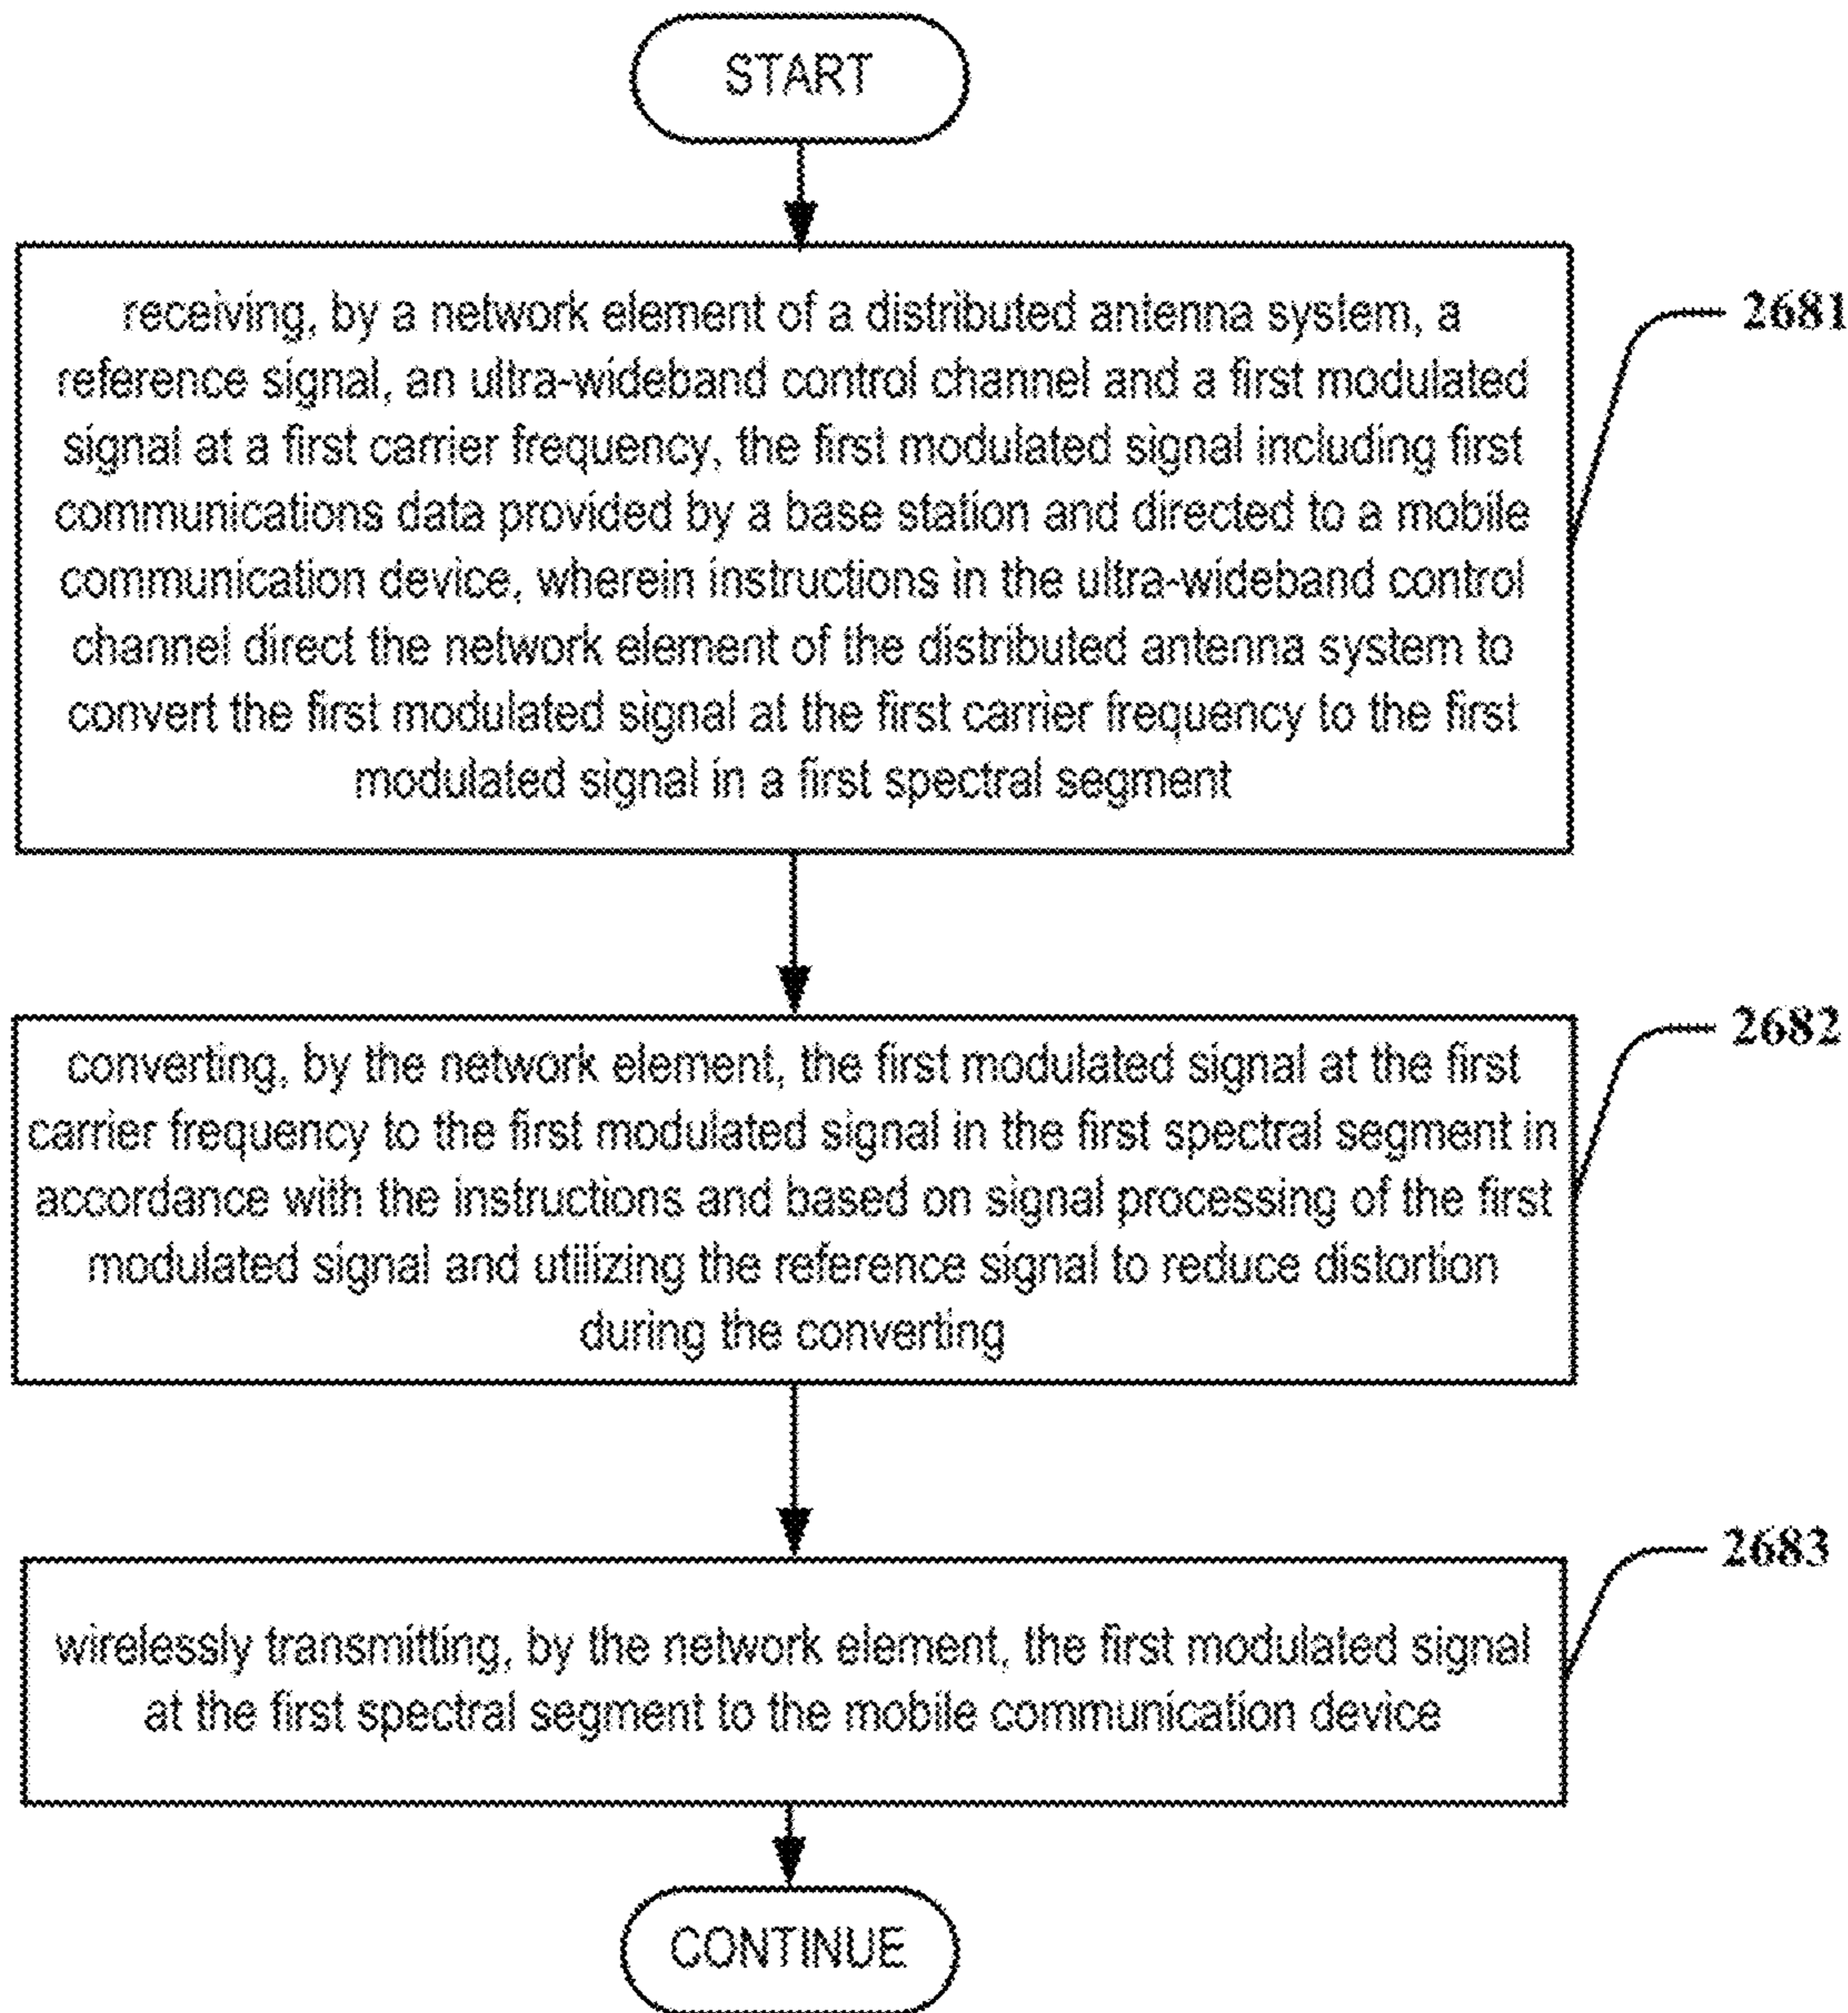 START
receiving, by a network element of a distributed antenna system, a
reference signal, an ultra-wideband control channel and a first modulated
signal at a first carrier frequency, the first modulated signal including first
communications data provided by a base station and directed to a mobile
communication device, wherein instructions in the ultra-wideband control
channel direct the network element of the distributed antenna system to
convert the first modulated signal at the first carrier frequency to the first
modulated signal in a first spectral segment
2681
converting, by the network element, the first modulated signal at the first
carrier frequency to the first modulated signal in the first spectral segment in
accordance with the instructions and based on signal processing of the first
modulated signal and utilizing the reference signal to reduce distortion
during the converting
2682
wirelessly transmitting, by the network element, the first modulated signal
at the first spectral segment to the mobile communication device
2683
CONTINUE